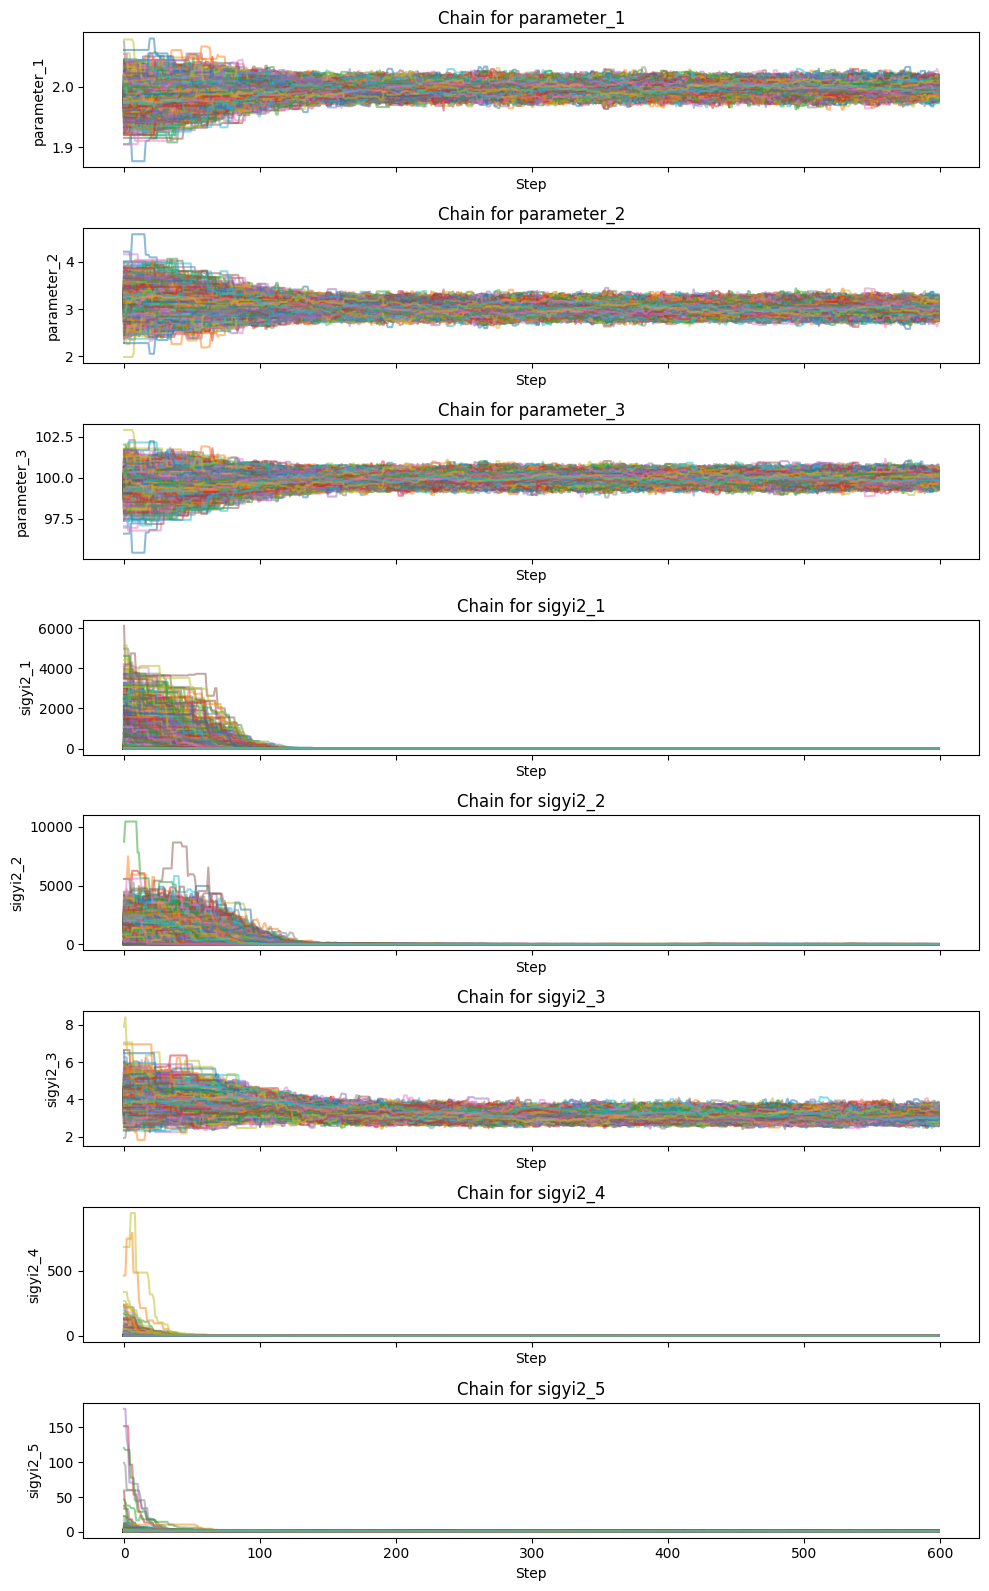 Chain for parameter_1
parameter_1
2.0
1.9
Step
Chain for parameter_2
parameter_2
4
3
2
Step
Chain for parameter_3
parameter_3
102.5
100.0
97.5
Step
Chain for sigyi2_1
sigyi2_1
6000
4000
2000
0
Step
Chain for sigyi2_2
sigyi2_2
10000
5000
0
Step
Chain for sigyi2_3
sigyi2_3
8
6
4
2
Step
Chain for sigyi2_4
sigyi2_4
500
0
Step
Chain for sigyi2_5
sigyi2_5
150
100
50
0
0 100 200 300 400 500 600
Step